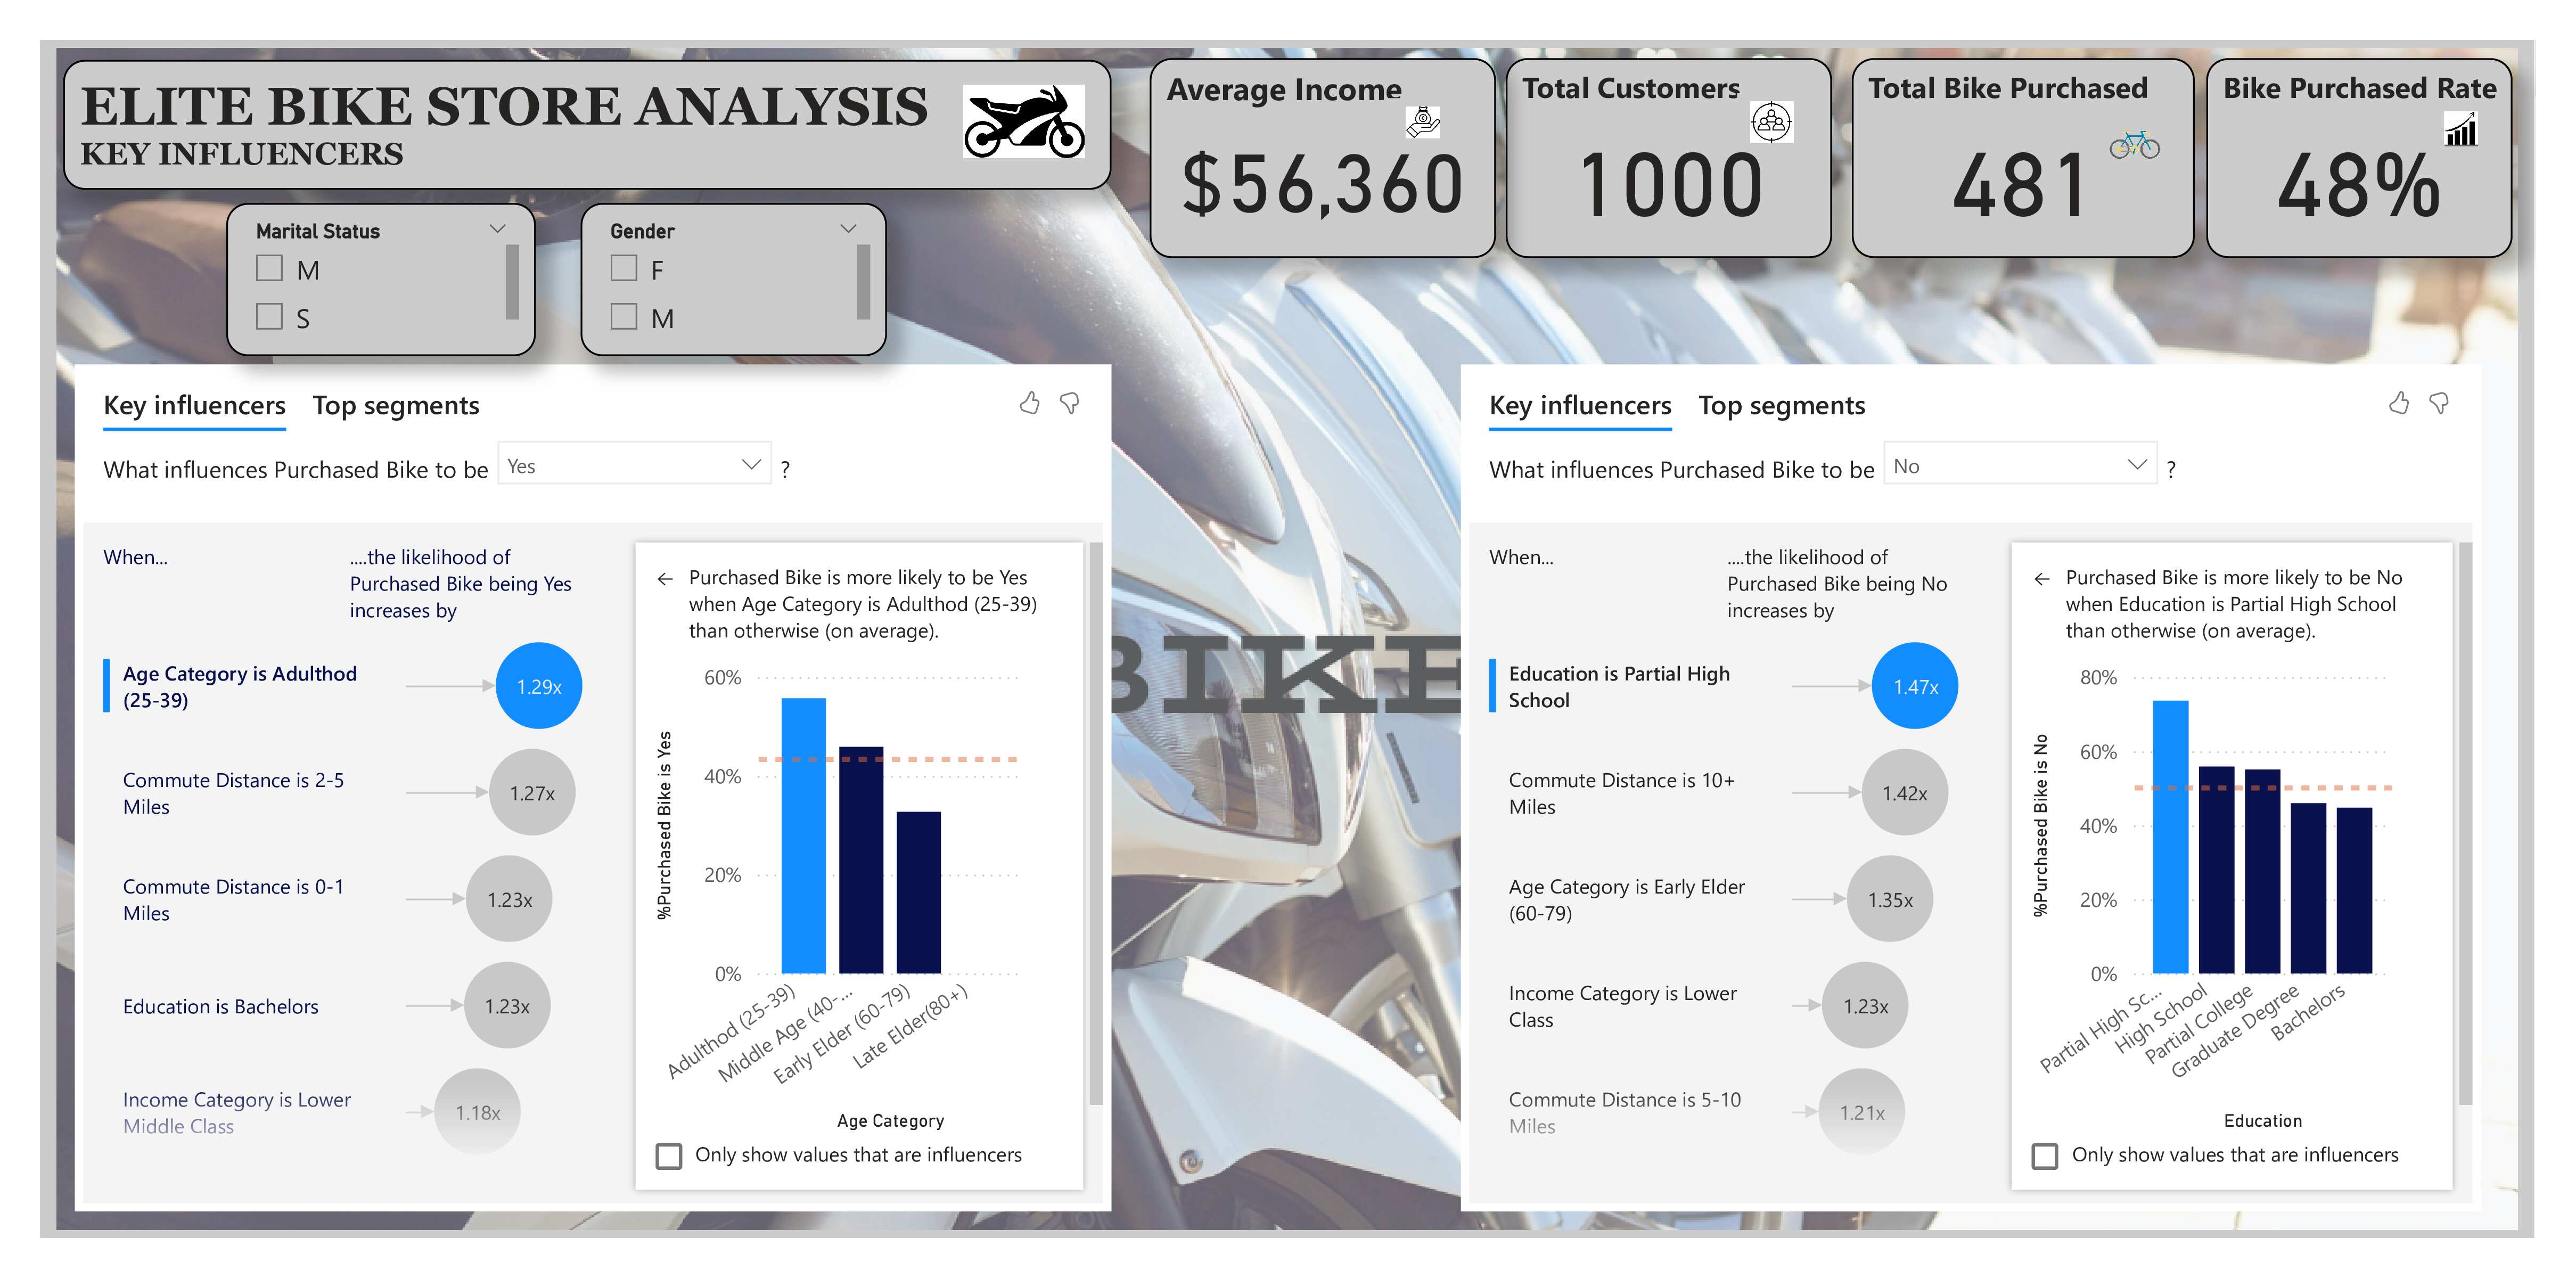 ELITE BIKE STORE ANALYSIS
KEY INFLUENCERS
Average Income
$56,360
Total Customers
1000
Total Bike Purchased
481
Bike Purchased Rate
48%
Marital Status
M
S
Gender
F
M
Key influencers Top segments
What influences Purchased Bike to be Yes ?
When...
....the likelihood of
Purchased Bike being Yes
increases by
Age Category is Adulthod
(25-39)
1.29x
Commute Distance is 2-5
Miles
1.27x
Commute Distance is 0-1
Miles
1.23x
Education is Bachelors
1.23x
Income Category is Lower
Middle Class
1.18x
← Purchased Bike is more likely to be Yes
when Age Category is Adulthod (25-39)
than otherwise (on average).
%Purchased Bike is Yes
60%
40%
20%
0%
Adulthod (25-39)
Middle Age (40-...
Early Elder (60-79)
Late Elder(80+)
Age Category
Only show values that are influencers
BIKE
Key influencers Top segments
What influences Purchased Bike to be No ?
When...
....the likelihood of
Purchased Bike being No
increases by
Education is Partial High
School
1.47x
Commute Distance is 10+
Miles
1.42x
Age Category is Early Elder
(60-79)
1.35x
Income Category is Lower
Class
1.23x
Commute Distance is 5-10
Miles
1.21x
← Purchased Bike is more likely to be No
when Education is Partial High School
than otherwise (on average).
%Purchased Bike is No
80%
60%
40%
20%
0%
Partial High Sc...
High School
Partial College
Graduate Degree
Bachelors
Education
Only show values that are influencers